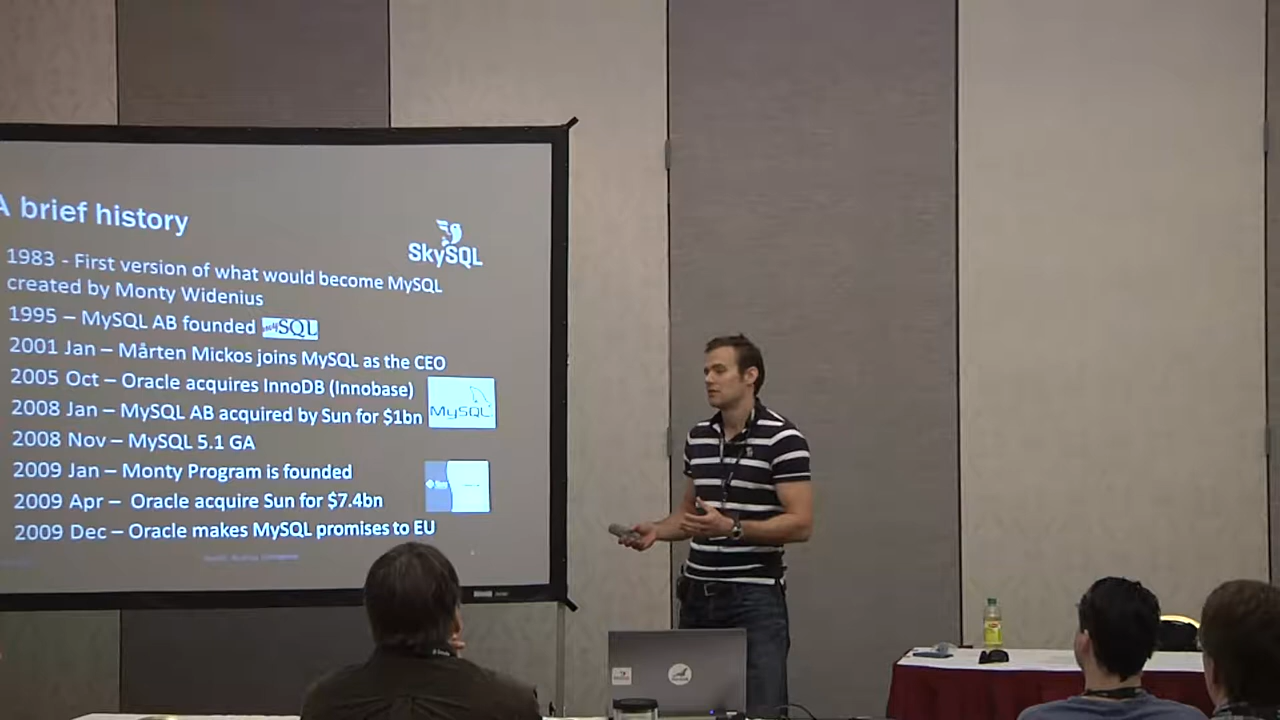 A brief history
SkySQL
1983 - First version of what would become MySQL
created by Monty Widenius
1995 – MySQL AB founded
mySQL
2001 Jan – Mårten Mickos joins MySQL as the CEO
2005 Oct – Oracle acquires InnoDB (Innobase)
2008 Jan – MySQL AB acquired by Sun for $1bn
MySQL
2008 Nov – MySQL 5.1 GA
2009 Jan – Monty Program is founded
2009 Apr – Oracle acquire Sun for $7.4bn
2009 Dec – Oracle makes MySQL promises to EU